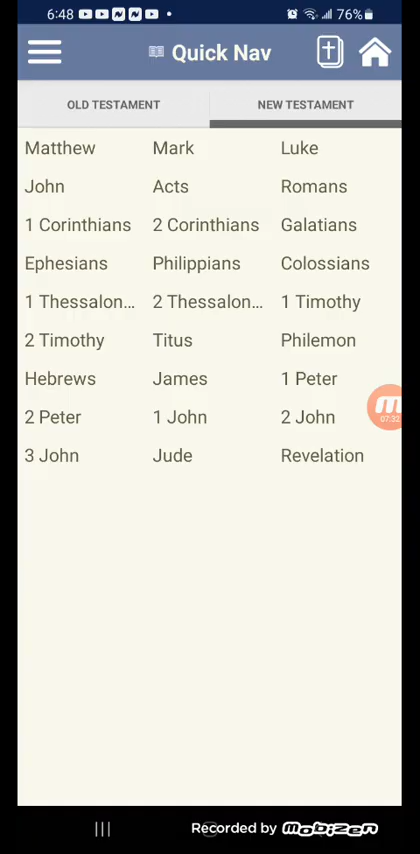 6:48 76%
Quick Nav
OLD TESTAMENT NEW TESTAMENT
Matthew Mark Luke
John Acts Romans
1 Corinthians 2 Corinthians Galatians
Ephesians Philippians Colossians
1 Thessalon... 2 Thessalon... 1 Timothy
2 Timothy Titus Philemon
Hebrews James 1 Peter
2 Peter 1 John 2 John
3 John Jude Revelation
07:32
Recorded by mobizen